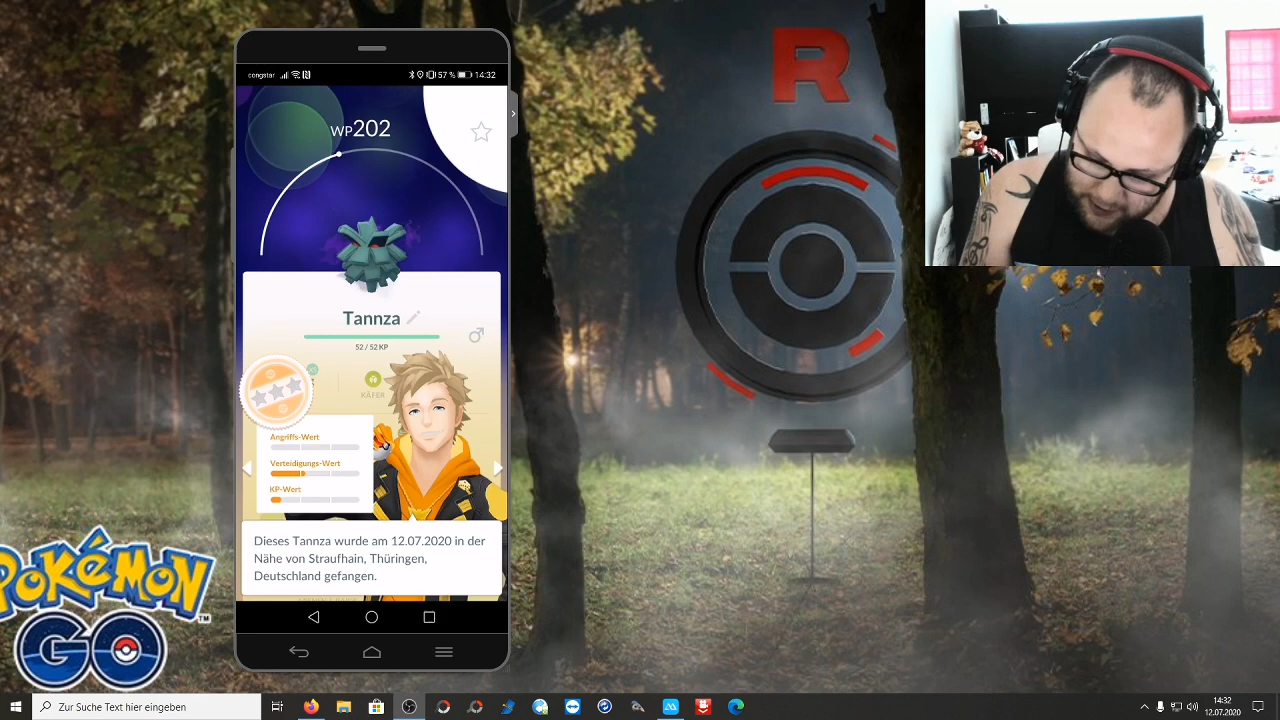 congstar
57 %
14:32
WP202
Tannza
52 / 52 KP
KÄFER
Angriffs-Wert
Verteidigungs-Wert
KP-Wert
Dieses Tannza wurde am 12.07.2020 in der
Nähe von Straufhain, Thüringen,
Deutschland gefangen.
R
POKÉMON
TM
GO
Zur Suche Text hier eingeben
14:32
12.07.2020